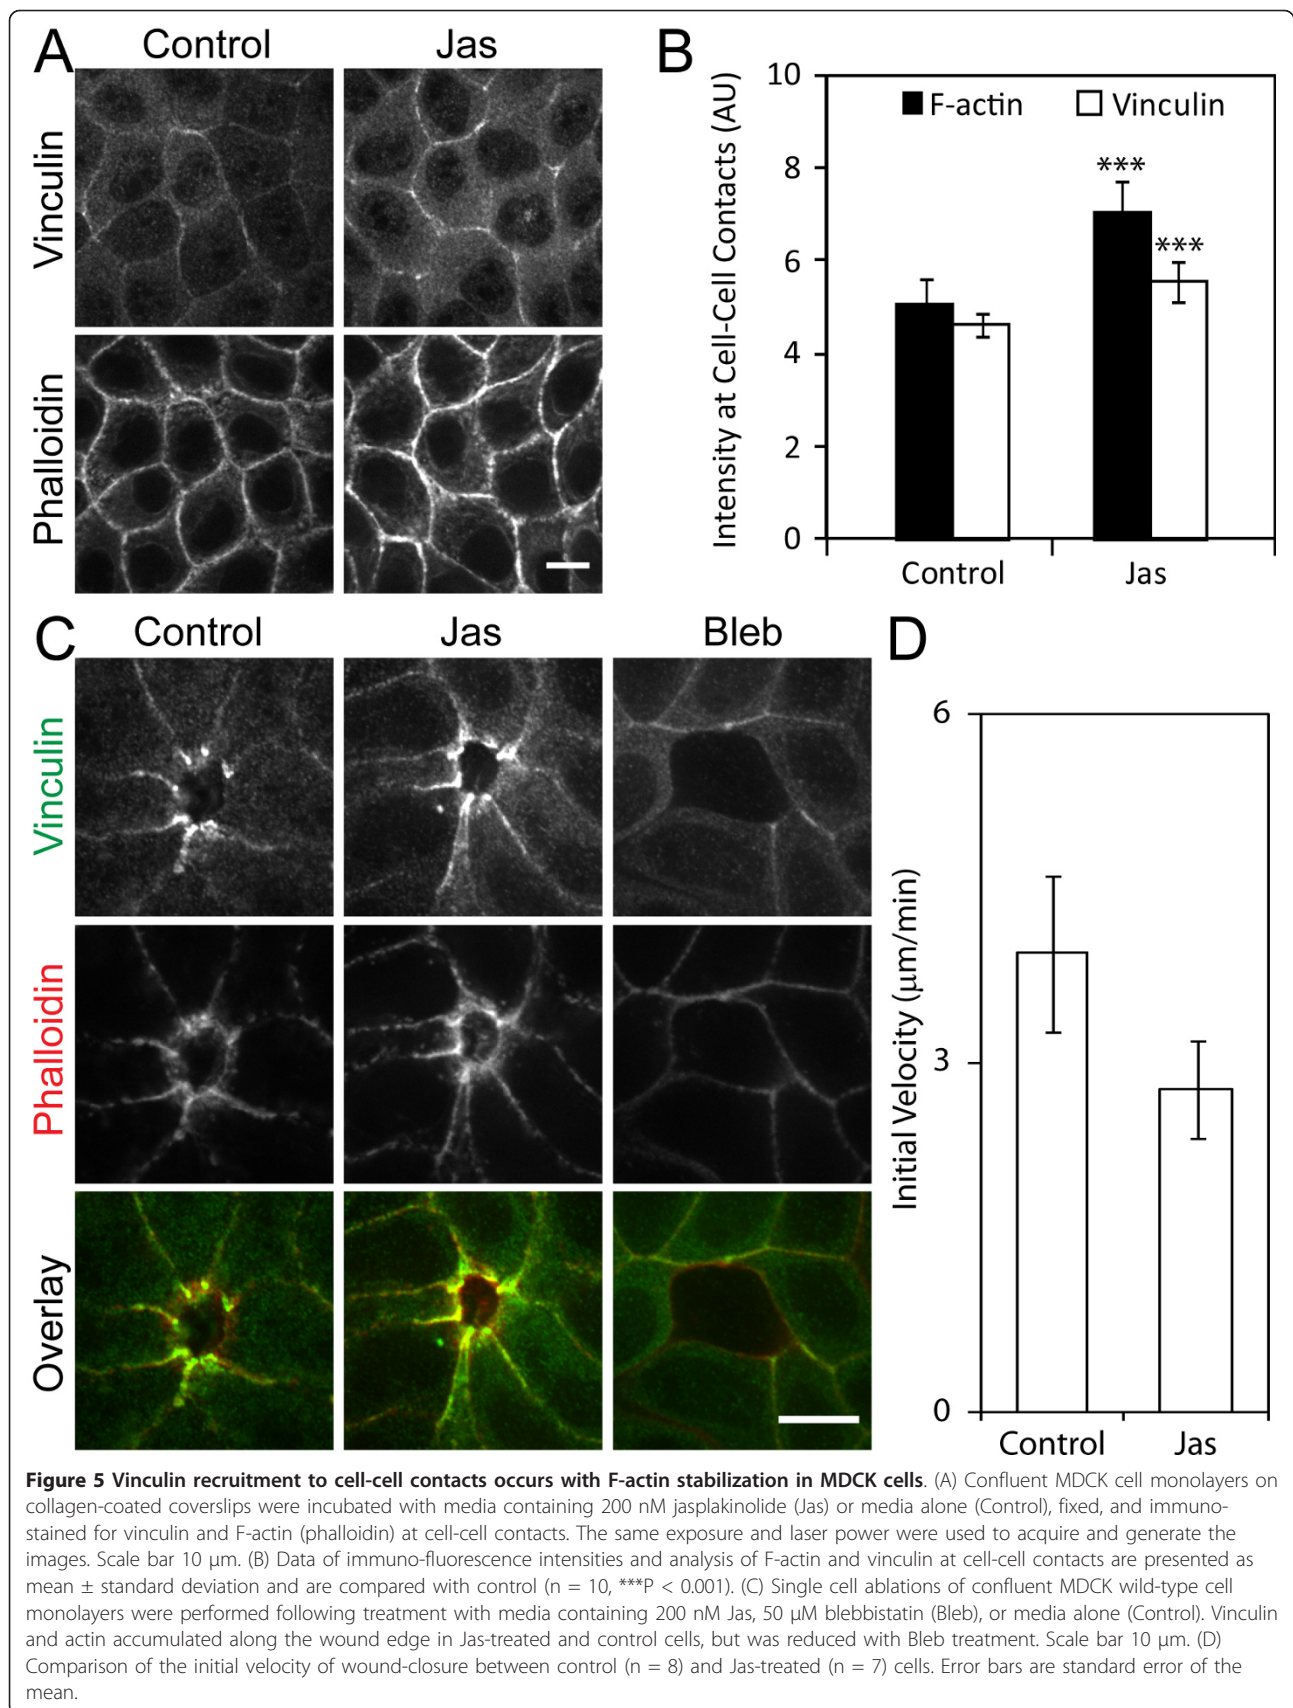 A
Control
Jas
Vinculin
Phalloidin
B
10
8
6
4
2
0
Intensity at Cell-Cell Contacts (AU)
F-actin
Vinculin
***
***
Control
Jas
C
Control
Jas
Bleb
Vinculin
Phalloidin
Overlay
D
6
3
0
Initial Velocity (µm/min)
Control
Jas
Figure 5 Vinculin recruitment to cell-cell contacts occurs with F-actin stabilization in MDCK cells. (A) Confluent MDCK cell monolayers on
collagen-coated coverslips were incubated with media containing 200 nM jasplakinolide (Jas) or media alone (Control), fixed, and immuno-
stained for vinculin and F-actin (phalloidin) at cell-cell contacts. The same exposure and laser power were used to acquire and generate the
images. Scale bar 10 µm. (B) Data of immuno-fluorescence intensities and analysis of F-actin and vinculin at cell-cell contacts are presented as
mean ± standard deviation and are compared with control (n = 10, ***P < 0.001). (C) Single cell ablations of confluent MDCK wild-type cell
monolayers were performed following treatment with media containing 200 nM Jas, 50 µM blebbistatin (Bleb), or media alone (Control). Vinculin
and actin accumulated along the wound edge in Jas-treated and control cells, but was reduced with Bleb treatment. Scale bar 10 µm. (D)
Comparison of the initial velocity of wound-closure between control (n = 8) and Jas-treated (n = 7) cells. Error bars are standard error of the
mean.